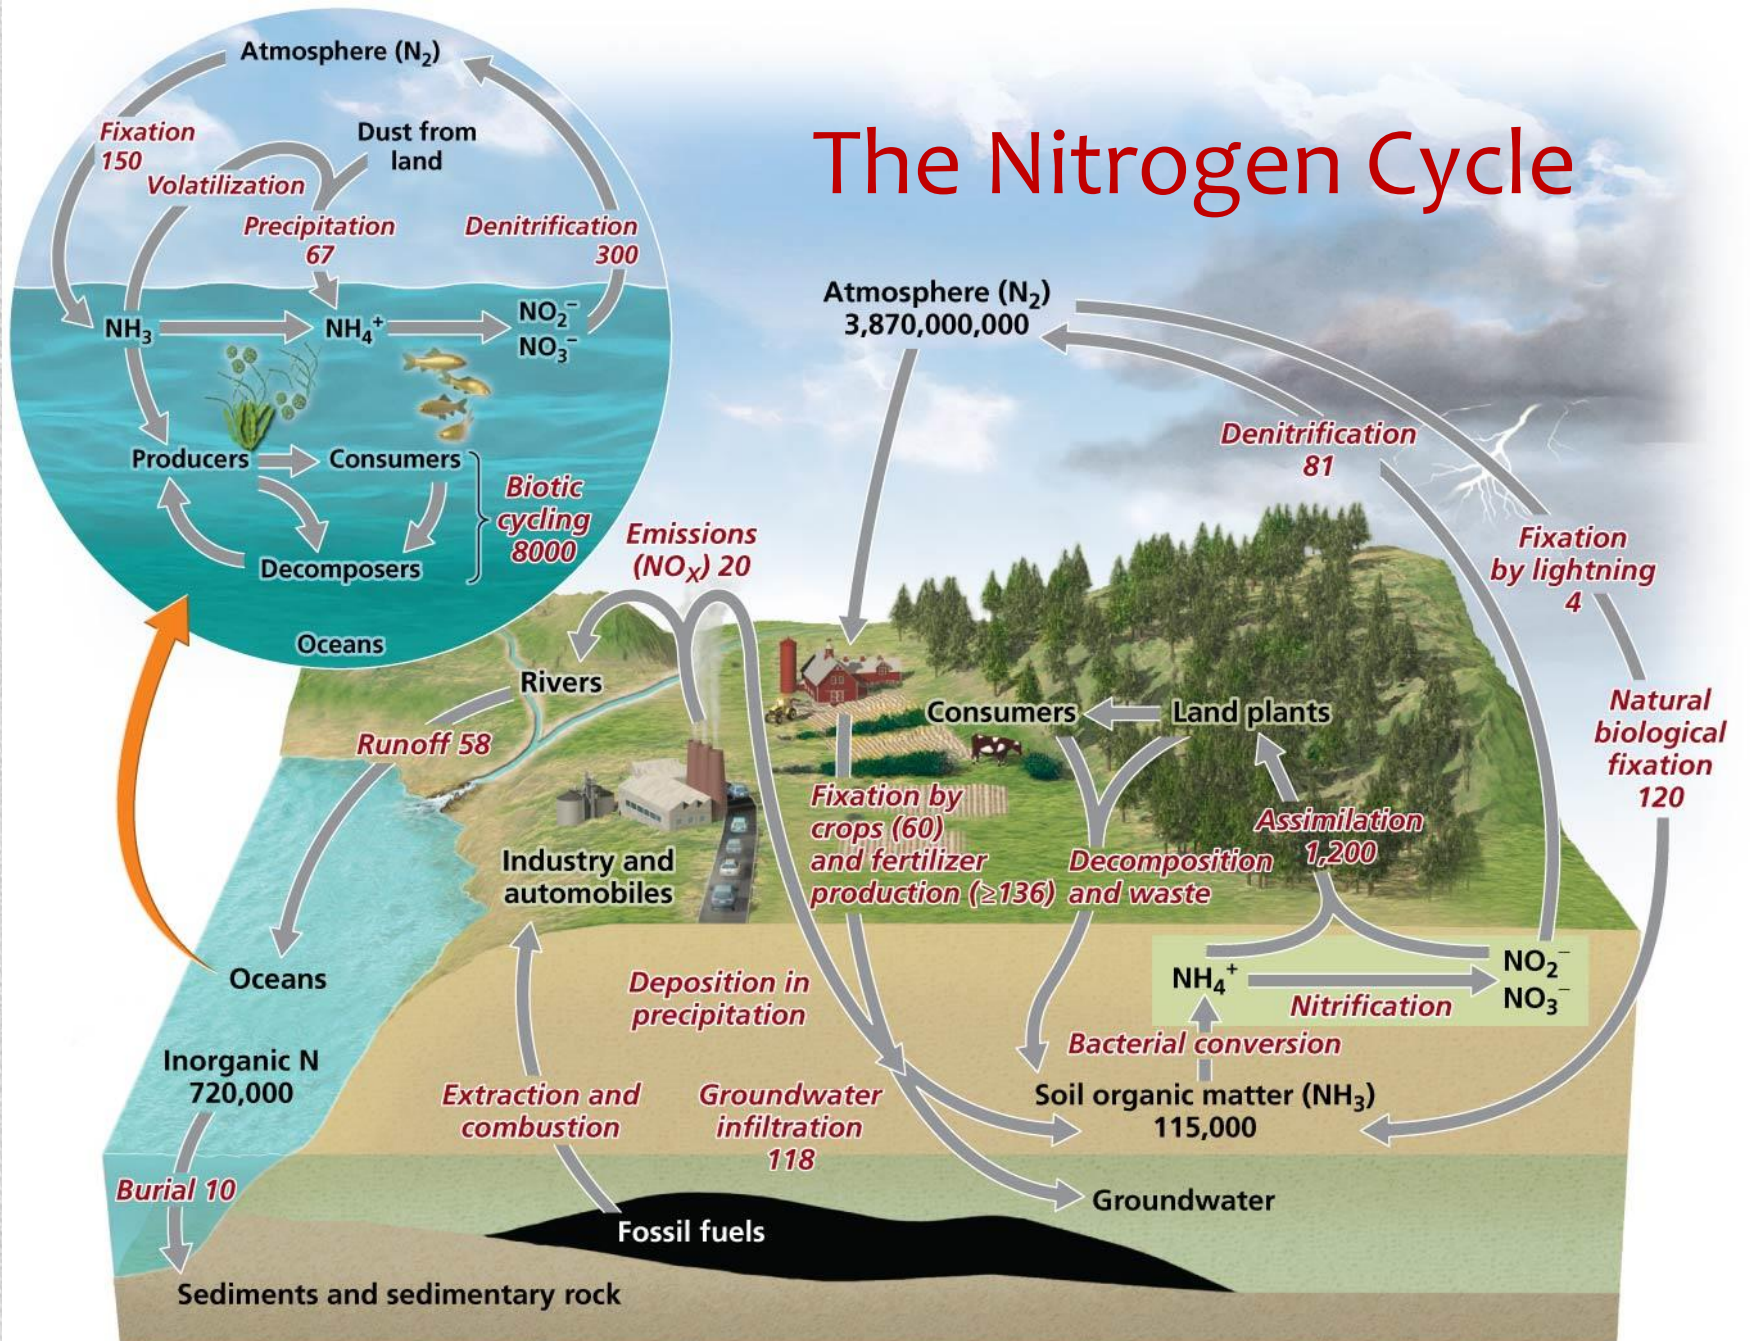 The Nitrogen Cycle
Atmosphere (N₂)
Fixation
150
Dust from
land
Volatilization
Precipitation
67
Denitrification
300
NH₃
NH₄⁺
NO₂⁻
NO₃⁻
Producers
Consumers
Biotic
cycling
8000
Decomposers
Oceans
Atmosphere (N₂)
3,870,000,000
Denitrification
81
Fixation
by lightning
4
Natural
biological
fixation
120
Emissions
(NOₓ) 20
Rivers
Runoff 58
Consumers
Land plants
Fixation by
crops (60)
and fertilizer
production (≥136)
Decomposition
and waste
Assimilation
1,200
Industry and
automobiles
Oceans
Deposition in
precipitation
NH₄⁺
Nitrification
NO₂⁻
NO₃⁻
Bacterial conversion
Inorganic N
720,000
Extraction and
combustion
Groundwater
infiltration
118
Soil organic matter (NH₃)
115,000
Burial 10
Groundwater
Fossil fuels
Sediments and sedimentary rock